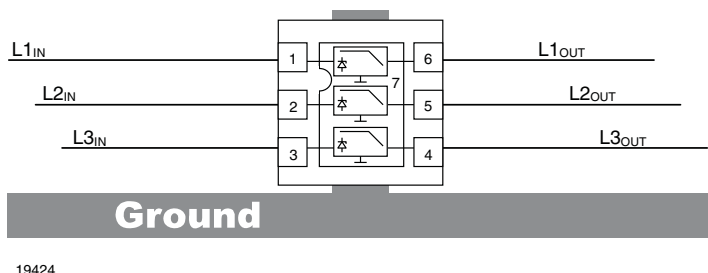 L1IN 1 6 L1OUT
7
L2IN 2 5 L2OUT
L3IN 3 4 L3OUT
Ground
19424